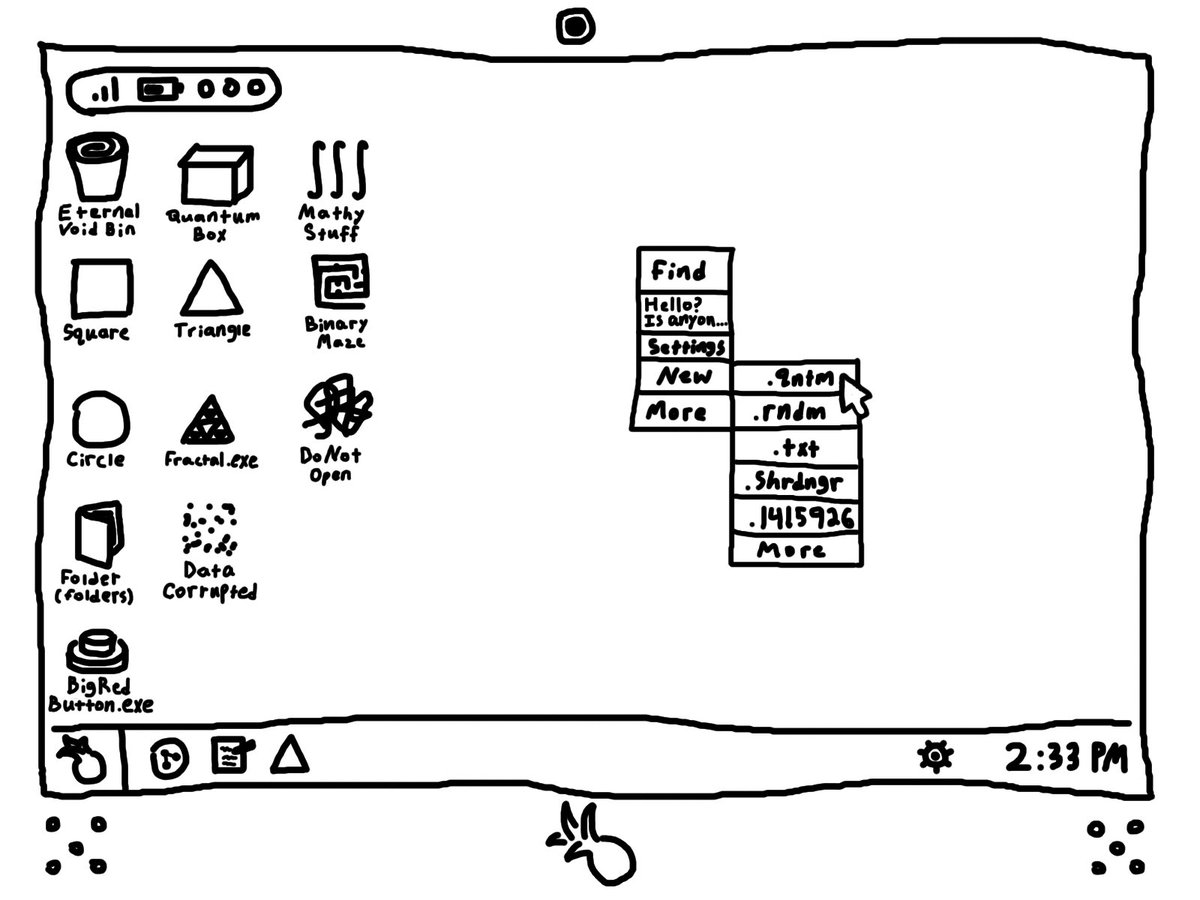 Eternal
Void Bin
Quantum
Box
Mathy
Stuff
Square
Triangle
Binary
Maze
Circle
Fractal.exe
Do Not
Open
Folder
(folders)
Data
Corrupted
Big Red
Button.exe
Find
Hello?
Is anyon...
Settings
New
More
.qntm
.rndm
.txt
.Shrdngr
.1415926
More
2:33 PM